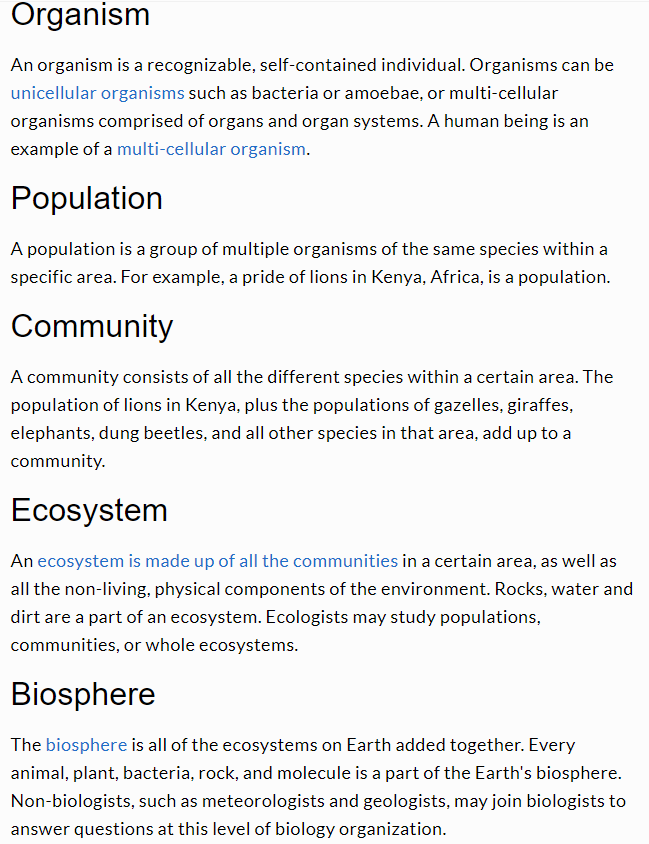 Organism
An organism is a recognizable, self-contained individual. Organisms can be
unicellular organisms such as bacteria or amoebae, or multi-cellular
organisms comprised of organs and organ systems. A human being is an
example of a multi-cellular organism.
Population
A population is a group of multiple organisms of the same species within a
specific area. For example, a pride of lions in Kenya, Africa, is a population.
Community
A community consists of all the different species within a certain area. The
population of lions in Kenya, plus the populations of gazelles, giraffes,
elephants, dung beetles, and all other species in that area, add up to a
community.
Ecosystem
An ecosystem is made up of all the communities in a certain area, as well as
all the non-living, physical components of the environment. Rocks, water and
dirt are a part of an ecosystem. Ecologists may study populations,
communities, or whole ecosystems.
Biosphere
The biosphere is all of the ecosystems on Earth added together. Every
animal, plant, bacteria, rock, and molecule is a part of the Earth's biosphere.
Non-biologists, such as meteorologists and geologists, may join biologists to
answer questions at this level of biology organization.